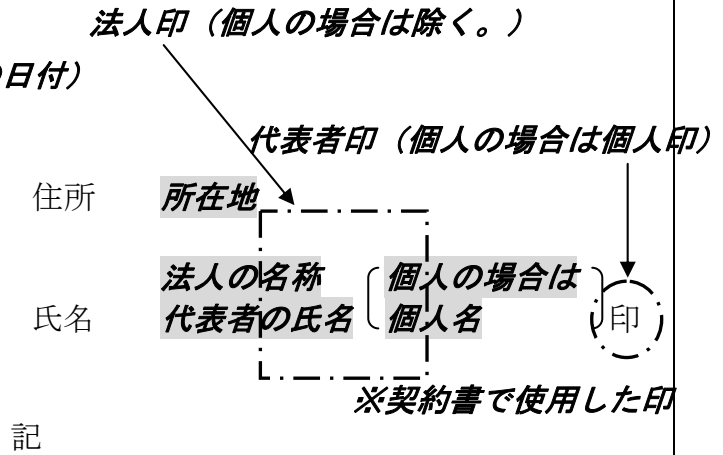 法人印（個人の場合は除く。）
日付）
代表者印（個人の場合は個人印）
住所 所在地
法人の名称 個人の場合は
氏名 代表者の氏名 個人名 印
※契約書で使用した印
記